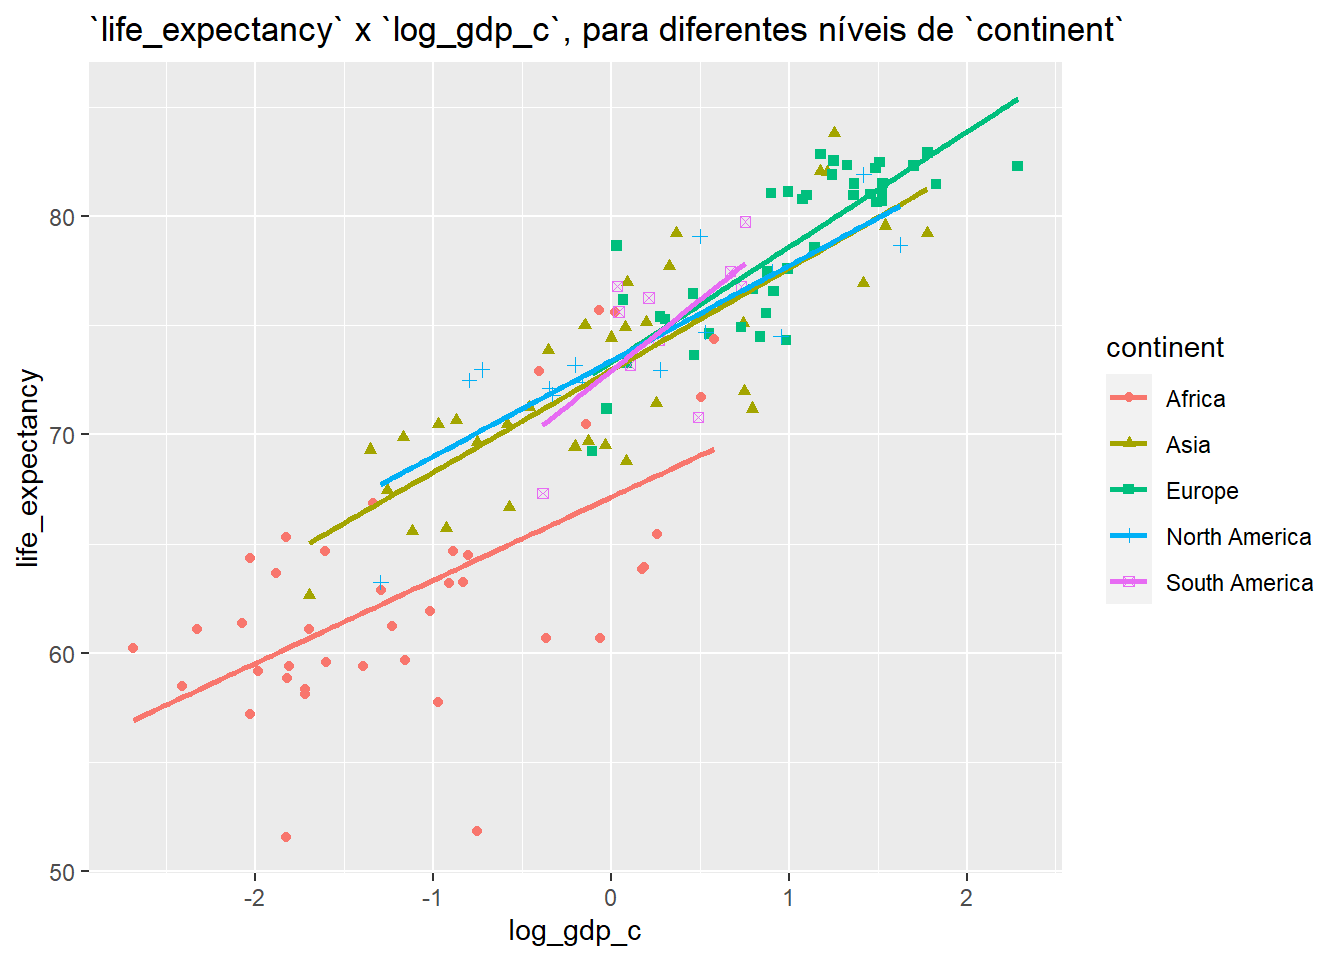 `life_expectancy` x `log_gdp_c`, para diferentes níveis de `continent`
life_expectancy
80
70
60
50
-2
-1
0
1
2
log_gdp_c
continent
Africa
Asia
Europe
North America
South America